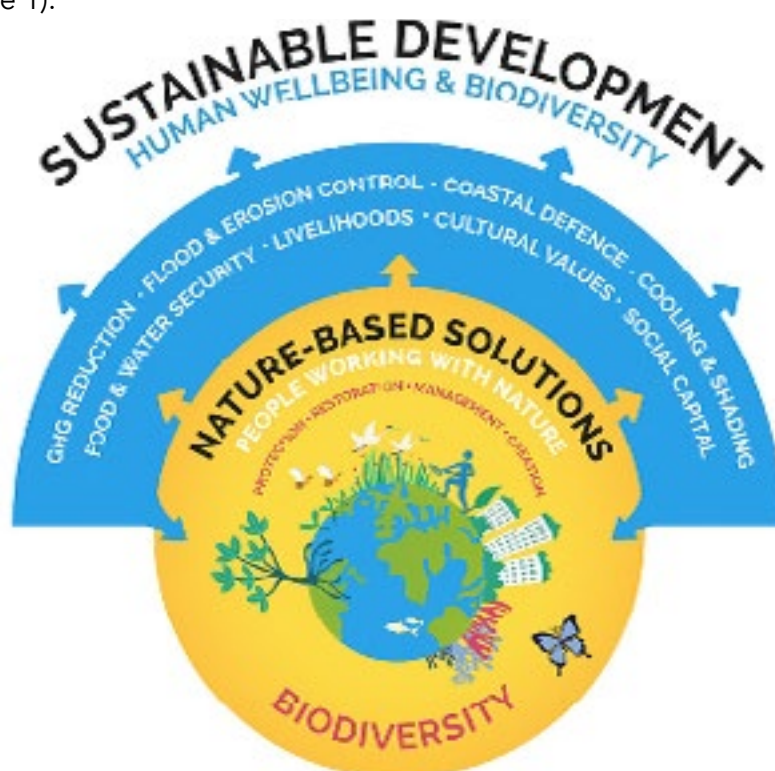 e 1).
SUSTAINABLE DEVELOPMENT
HUMAN WELLBEING & BIODIVERSITY
GHG REDUCTION · FLOOD & EROSION CONTROL · COASTAL DEFENCE · COOLING & SHADING
FOOD & WATER SECURITY · LIVELIHOODS · CULTURAL VALUES · SOCIAL CAPITAL
NATURE-BASED SOLUTIONS
PEOPLE WORKING WITH NATURE
PROTECTION · RESTORATION · MANAGEMENT · CREATION
BIODIVERSITY